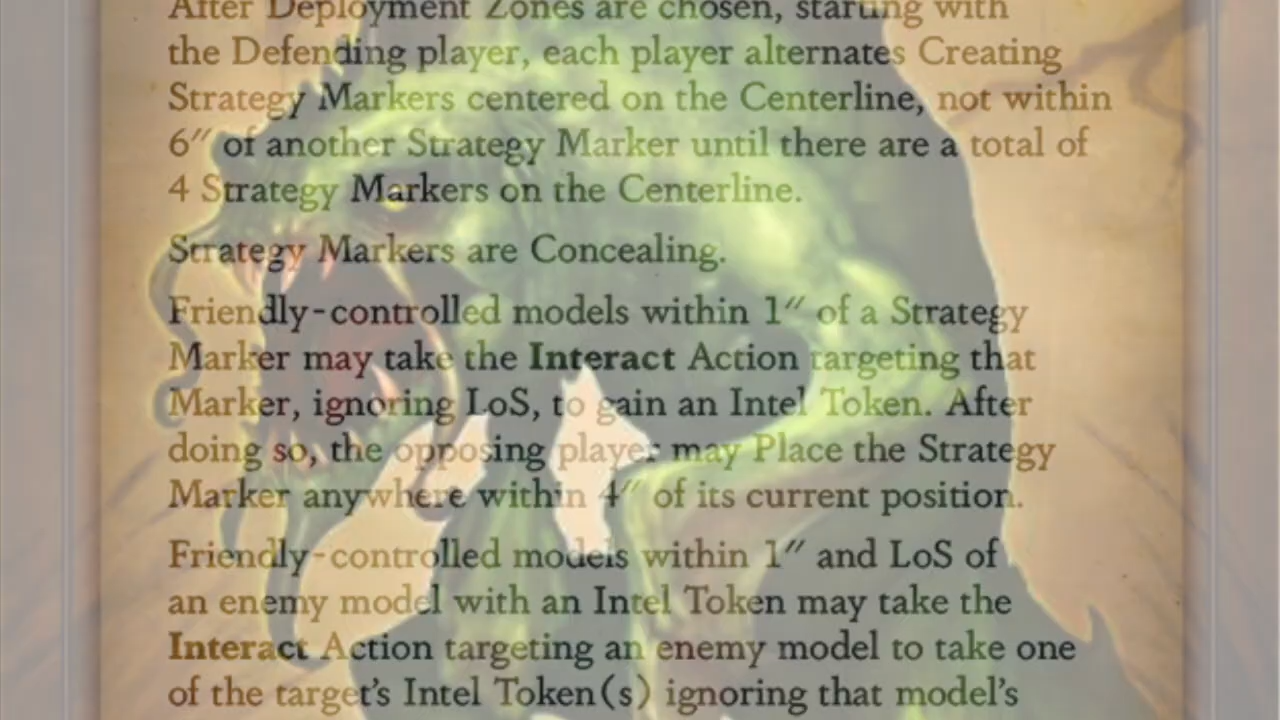 After Deployment Zones are chosen, starting with
the Defending player, each player alternates Creating
Strategy Markers centered on the Centerline, not within
6″ of another Strategy Marker until there are a total of
4 Strategy Markers on the Centerline.
Strategy Markers are Concealing.
Friendly-controlled models within 1″ of a Strategy
Marker may take the Interact Action targeting that
Marker, ignoring LoS, to gain an Intel Token. After
doing so, the opposing player may Place the Strategy
Marker anywhere within 4″ of its current position.
Friendly-controlled models within 1″ and LoS of
an enemy model with an Intel Token may take the
Interact Action targeting an enemy model to take one
of the target's Intel Token(s) ignoring that model's